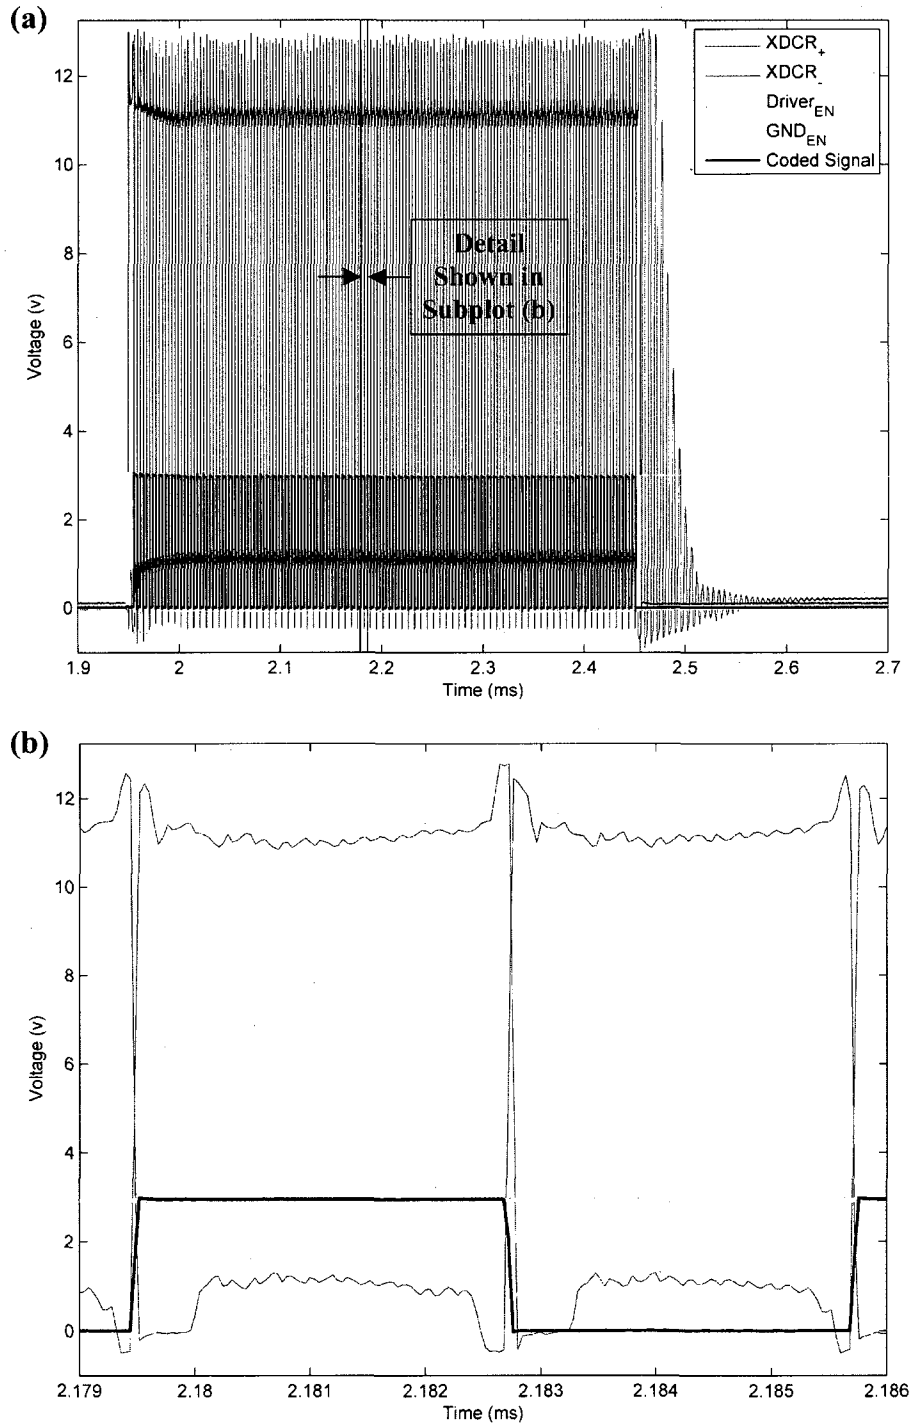 (a)
12
10
8
6
4
2
0
Voltage (v)
XDCR+
XDCR-
DriverEN
GNDEN
Coded Signal
Detail
Shown in
Subplot (b)
1.9 2 2.1 2.2 2.3 2.4 2.5 2.6 2.7
Time (ms)
(b)
12
10
8
6
4
2
0
Voltage (v)
2.179 2.18 2.181 2.182 2.183 2.184 2.185 2.186
Time (ms)